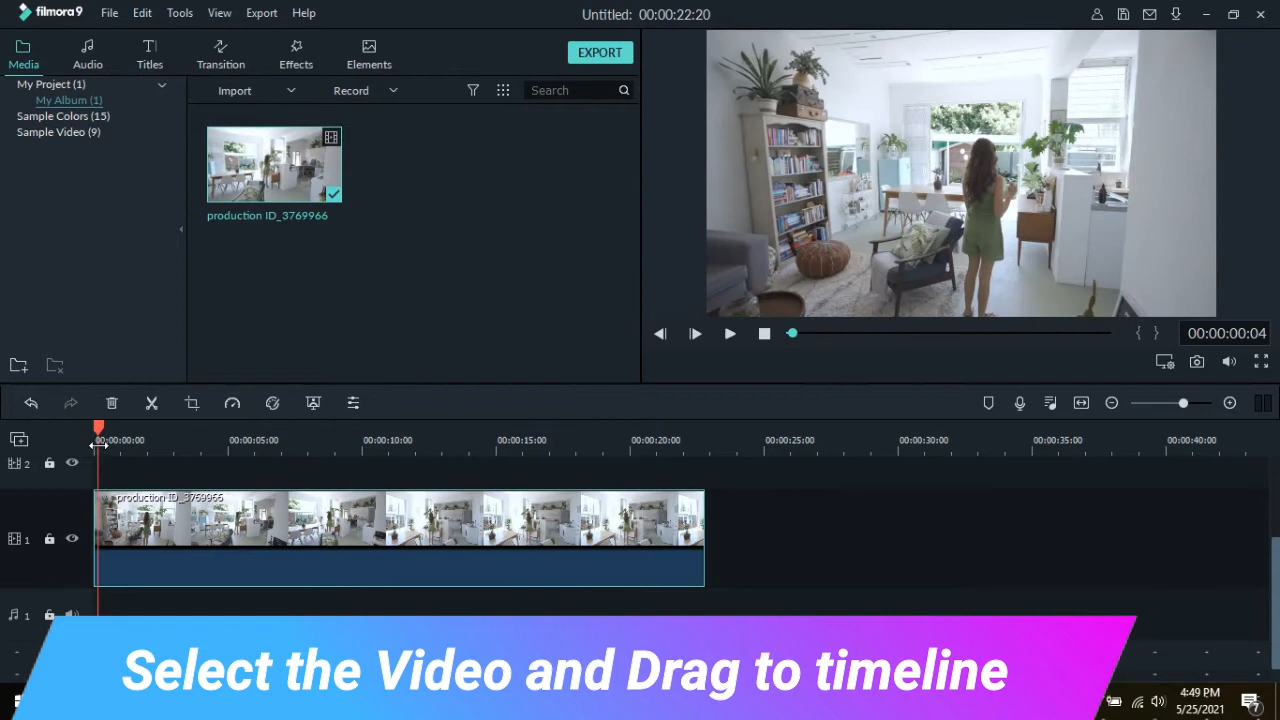 filmora9
File Edit Tools View Export Help
Untitled: 00:00:22:20
Media Audio Titles Transition Effects Elements
EXPORT
My Project (1)
My Album (1)
Sample Colors (15)
Sample Video (9)
Import Record Search
production ID_3769966
00:00:00:04
00:00:00:00 00:00:05:00 00:00:10:00 00:00:15:00 00:00:20:00 00:00:25:00 00:00:30:00 00:00:35:00 00:00:40:00
2
production ID_3769966
1
1
Select the Video and Drag to timeline
4:49 PM
5/25/2021
7